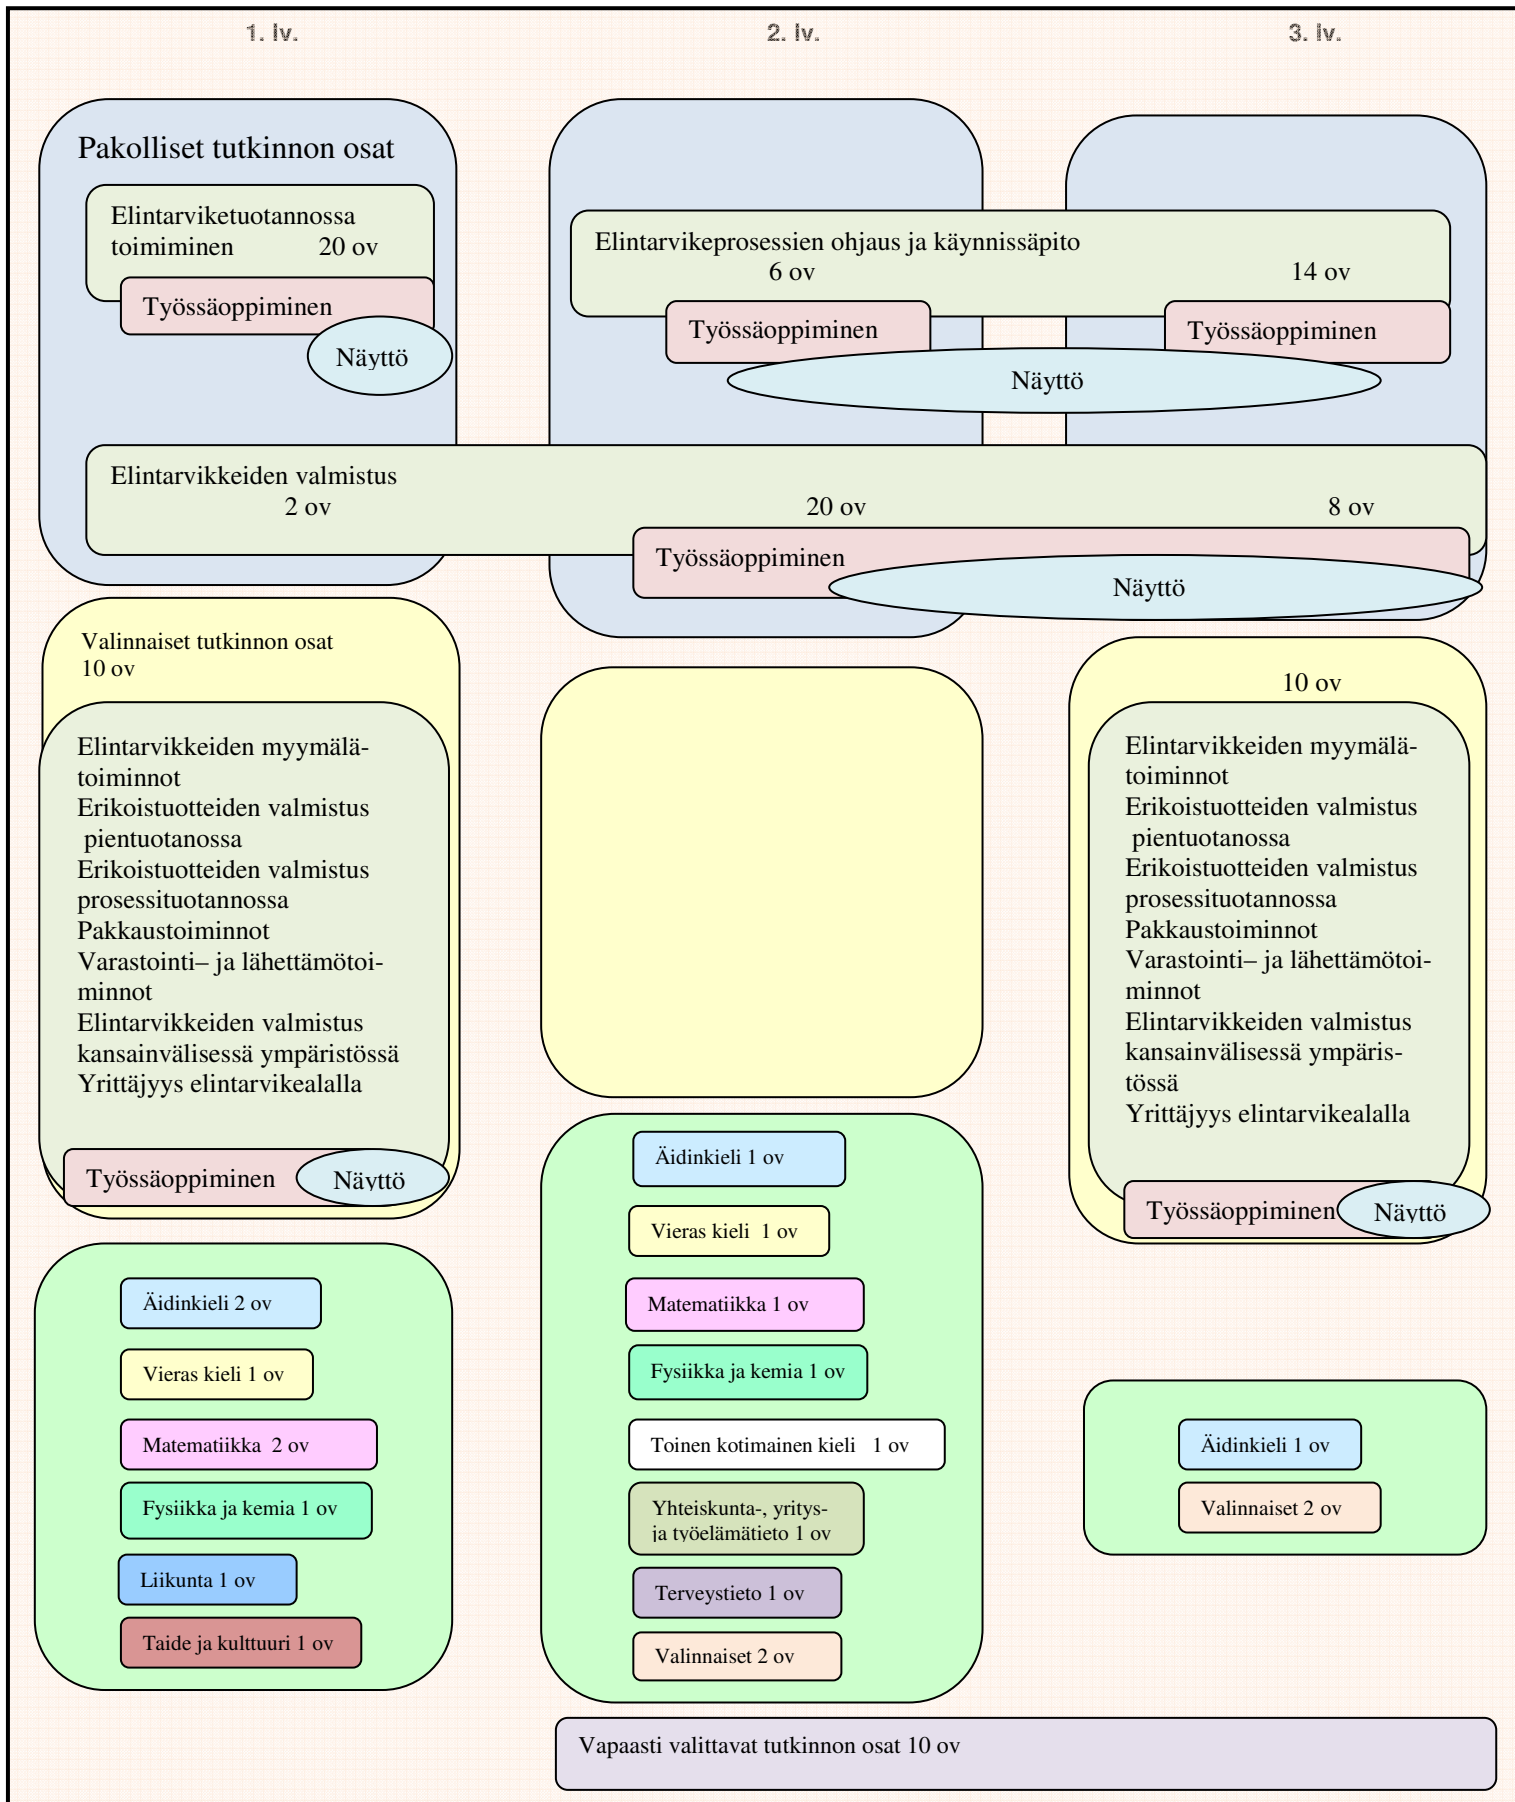 1. lv.
2. lv.
3. lv.
Pakolliset tutkinnon osat
Elintarviketuotannossa
toimiminen 20 ov
Työssäoppiminen
Näyttö
Elintarvikeprosessien ohjaus ja käynnissäpito
6 ov 14 ov
Työssäoppiminen
Työssäoppiminen
Näyttö
Elintarvikkeiden valmistus
2 ov 20 ov 8 ov
Työssäoppiminen
Näyttö
Valinnaiset tutkinnon osat
10 ov
Elintarvikkeiden myymälä-
toiminnot
Erikoistuotteiden valmistus
pientuotanossa
Erikoistuotteiden valmistus
prosessituotannossa
Pakkaustoiminnot
Varastointi– ja lähettämötoi-
minnot
Elintarvikkeiden valmistus
kansainvälisessä ympäristössä
Yrittäjyys elintarvikealalla
Työssäoppiminen
Näyttö
10 ov
Elintarvikkeiden myymälä-
toiminnot
Erikoistuotteiden valmistus
pientuotanossa
Erikoistuotteiden valmistus
prosessituotannossa
Pakkaustoiminnot
Varastointi– ja lähettämötoi-
minnot
Elintarvikkeiden valmistus
kansainvälisessä ympäris-
tössä
Yrittäjyys elintarvikealalla
Työssäoppiminen
Näyttö
Äidinkieli 2 ov
Vieras kieli 1 ov
Matematiikka 2 ov
Fysiikka ja kemia 1 ov
Liikunta 1 ov
Taide ja kulttuuri 1 ov
Äidinkieli 1 ov
Vieras kieli 1 ov
Matematiikka 1 ov
Fysiikka ja kemia 1 ov
Toinen kotimainen kieli 1 ov
Yhteiskunta-, yritys-
ja työelämätieto 1 ov
Terveystieto 1 ov
Valinnaiset 2 ov
Äidinkieli 1 ov
Valinnaiset 2 ov
Vapaasti valittavat tutkinnon osat 10 ov